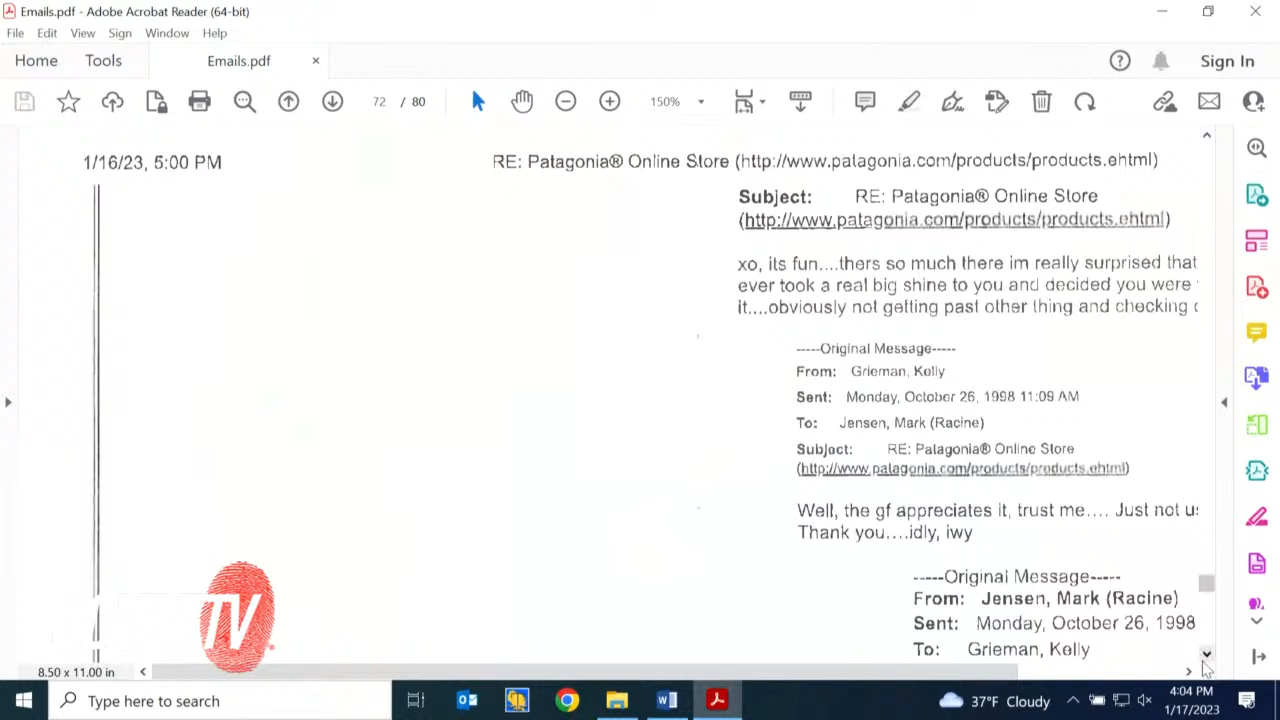 Emails.pdf - Adobe Acrobat Reader (64-bit)
File Edit View Sign Window Help
Home Tools Emails.pdf × Sign In
72 / 80 150%
1/16/23, 5:00 PM RE: Patagonia® Online Store (http://www.patagonia.com/products/products.ehtml)
Subject: RE: Patagonia® Online Store
(http://www.patagonia.com/products/products.ehtml)
xo, its fun....thers so much there im really surprised that
ever took a real big shine to you and decided you were
it....obviously not getting past other thing and checking
-----Original Message-----
From: Grieman, Kelly
Sent: Monday, October 26, 1998 11:09 AM
To: Jensen, Mark (Racine)
Subject: RE: Patagonia® Online Store
(http://www.patagonia.com/products/products.ehtml)
Well, the gf appreciates it, trust me.... Just not
Thank you....idly, iwy
-----Original Message-----
From: Jensen, Mark (Racine)
Sent: Monday, October 26, 1998
To: Grieman, Kelly
TV
8.50 x 11.00 in
Type here to search 37°F Cloudy 4:04 PM
1/17/2023